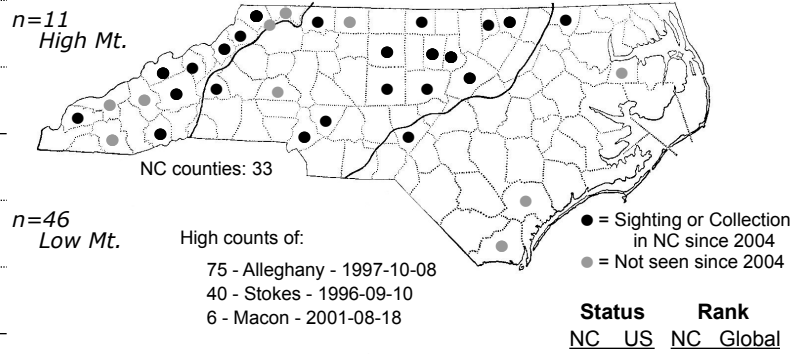 n=11
High Mt.
NC counties: 33
n=46
Low Mt.
High counts of:
75 - Alleghany - 1997-10-08
40 - Stokes - 1996-09-10
6 - Macon - 2001-08-18
● = Sighting or Collection
in NC since 2004
● = Not seen since 2004
Status Rank
NC US NC Global